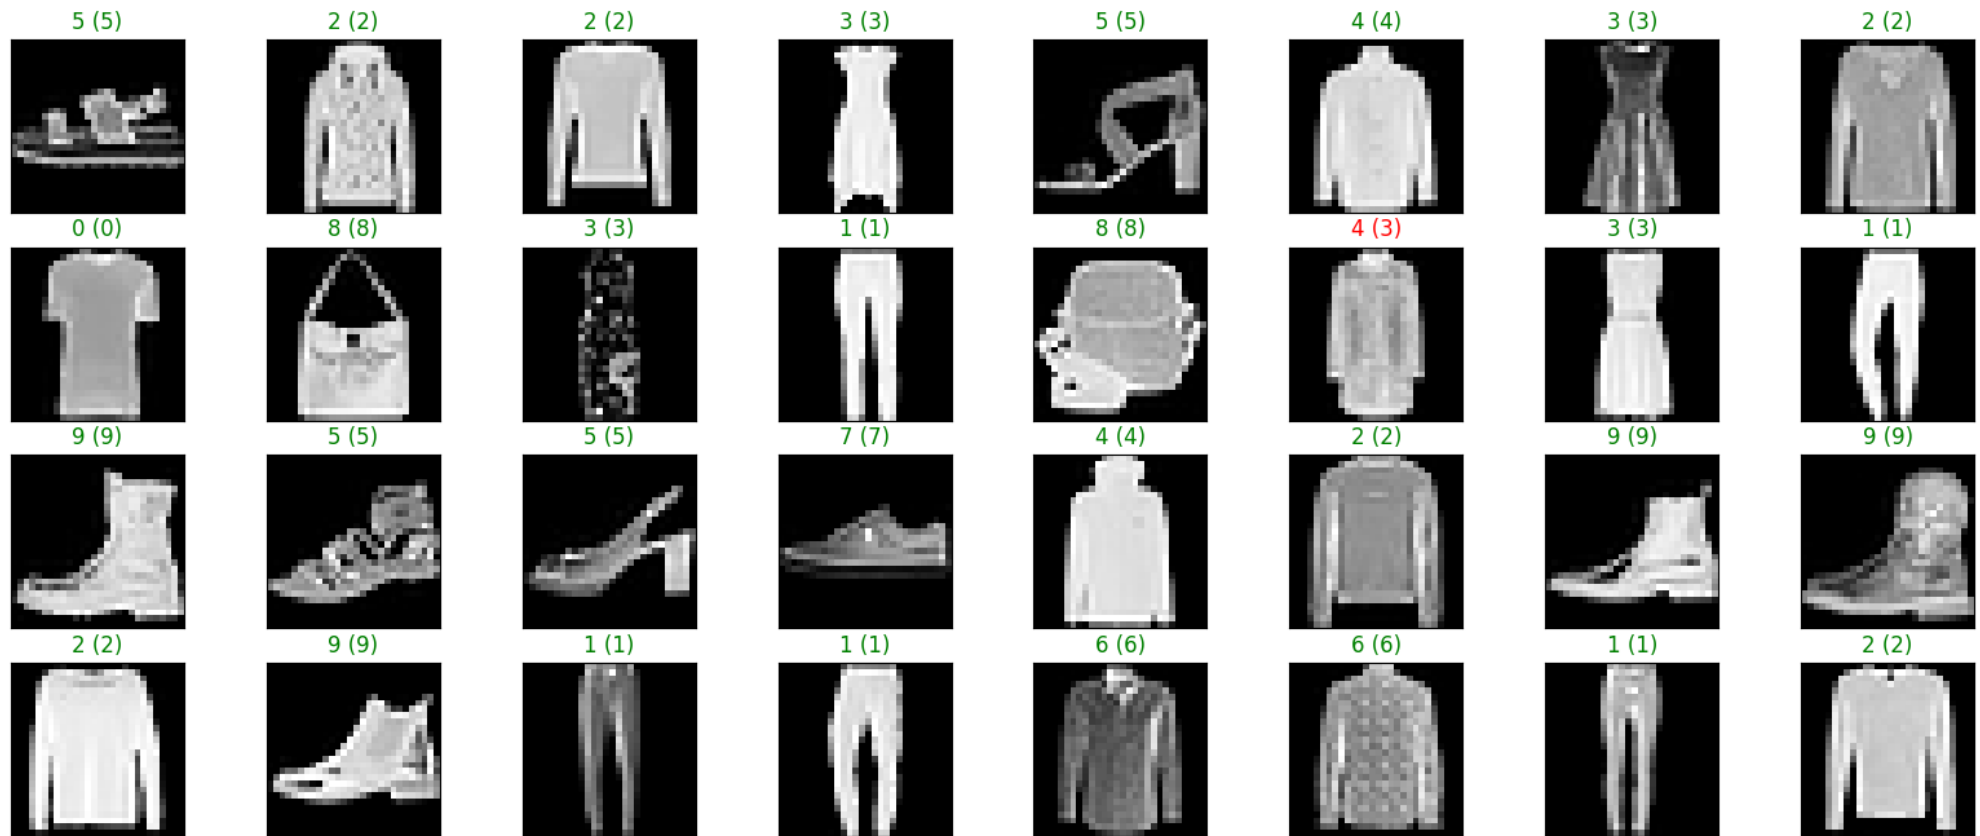 5 (5) 2 (2) 2 (2) 3 (3) 5 (5) 4 (4) 3 (3) 2 (2)
0 (0) 8 (8) 3 (3) 1 (1) 8 (8) 4 (3) 3 (3) 1 (1)
9 (9) 5 (5) 5 (5) 7 (7) 4 (4) 2 (2) 9 (9) 9 (9)
2 (2) 9 (9) 1 (1) 1 (1) 6 (6) 6 (6) 1 (1) 2 (2)